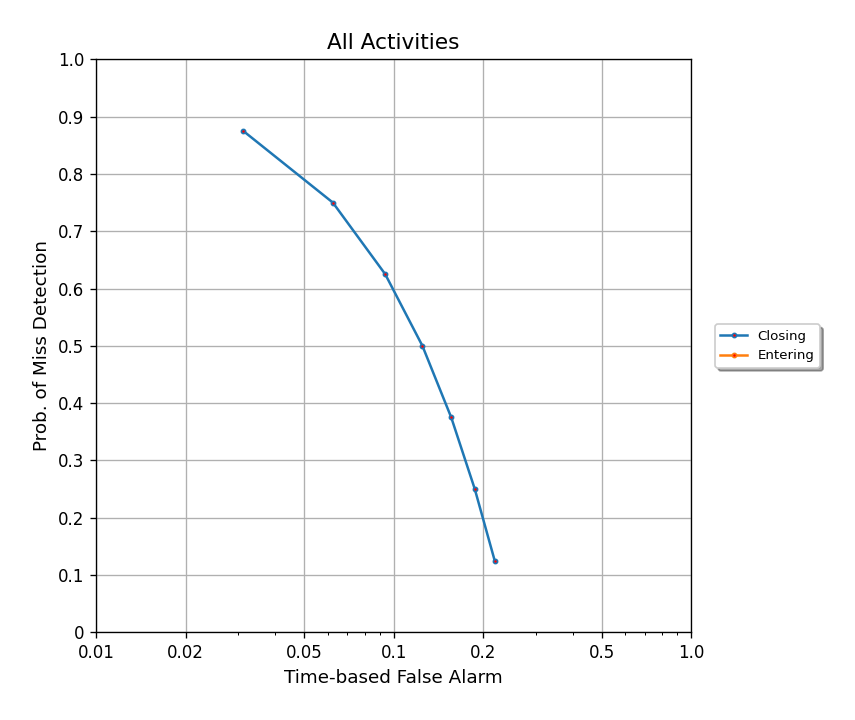 All Activities
1.0
0.9
0.8
0.7
0.6
0.5
0.4
0.3
0.2
0.1
0
Prob. of Miss Detection
0.01 0.02 0.05 0.1 0.2 0.5 1.0
Time-based False Alarm
Closing
Entering